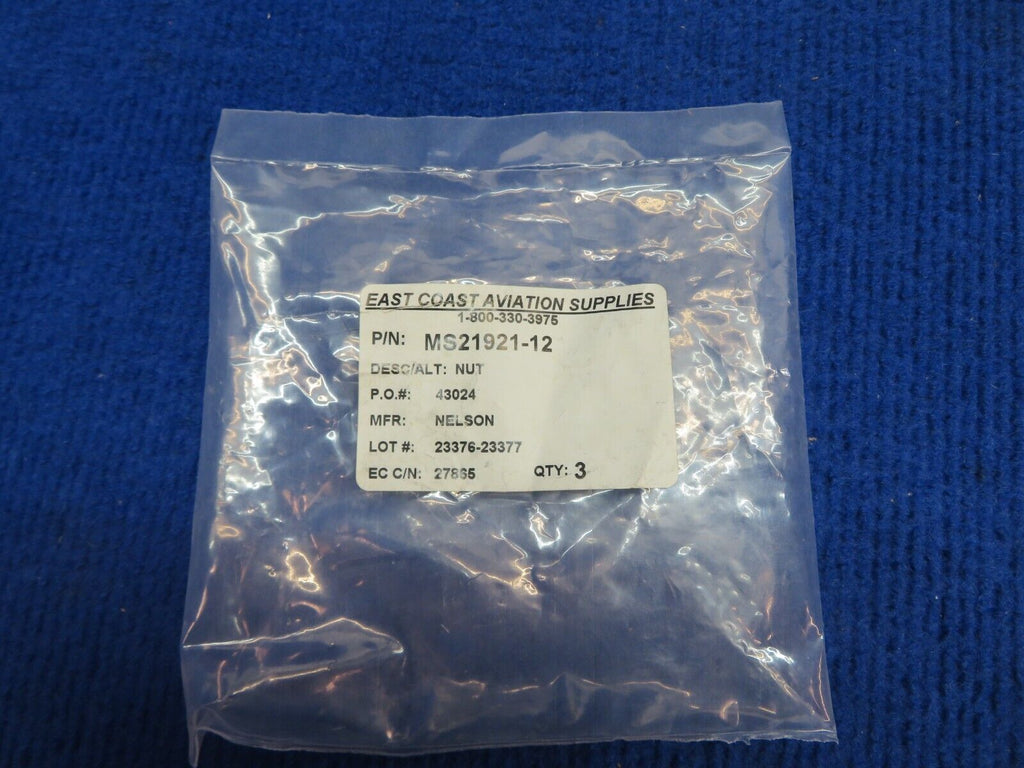 EAST COAST AVIATION SUPPLIES
1-800-330-3975
P/N: MS21921-12
DESC/ALT: NUT
P.O.#: 43024
MFR: NELSON
LOT #: 23376-23377
EC C/N: 27865 QTY: 3